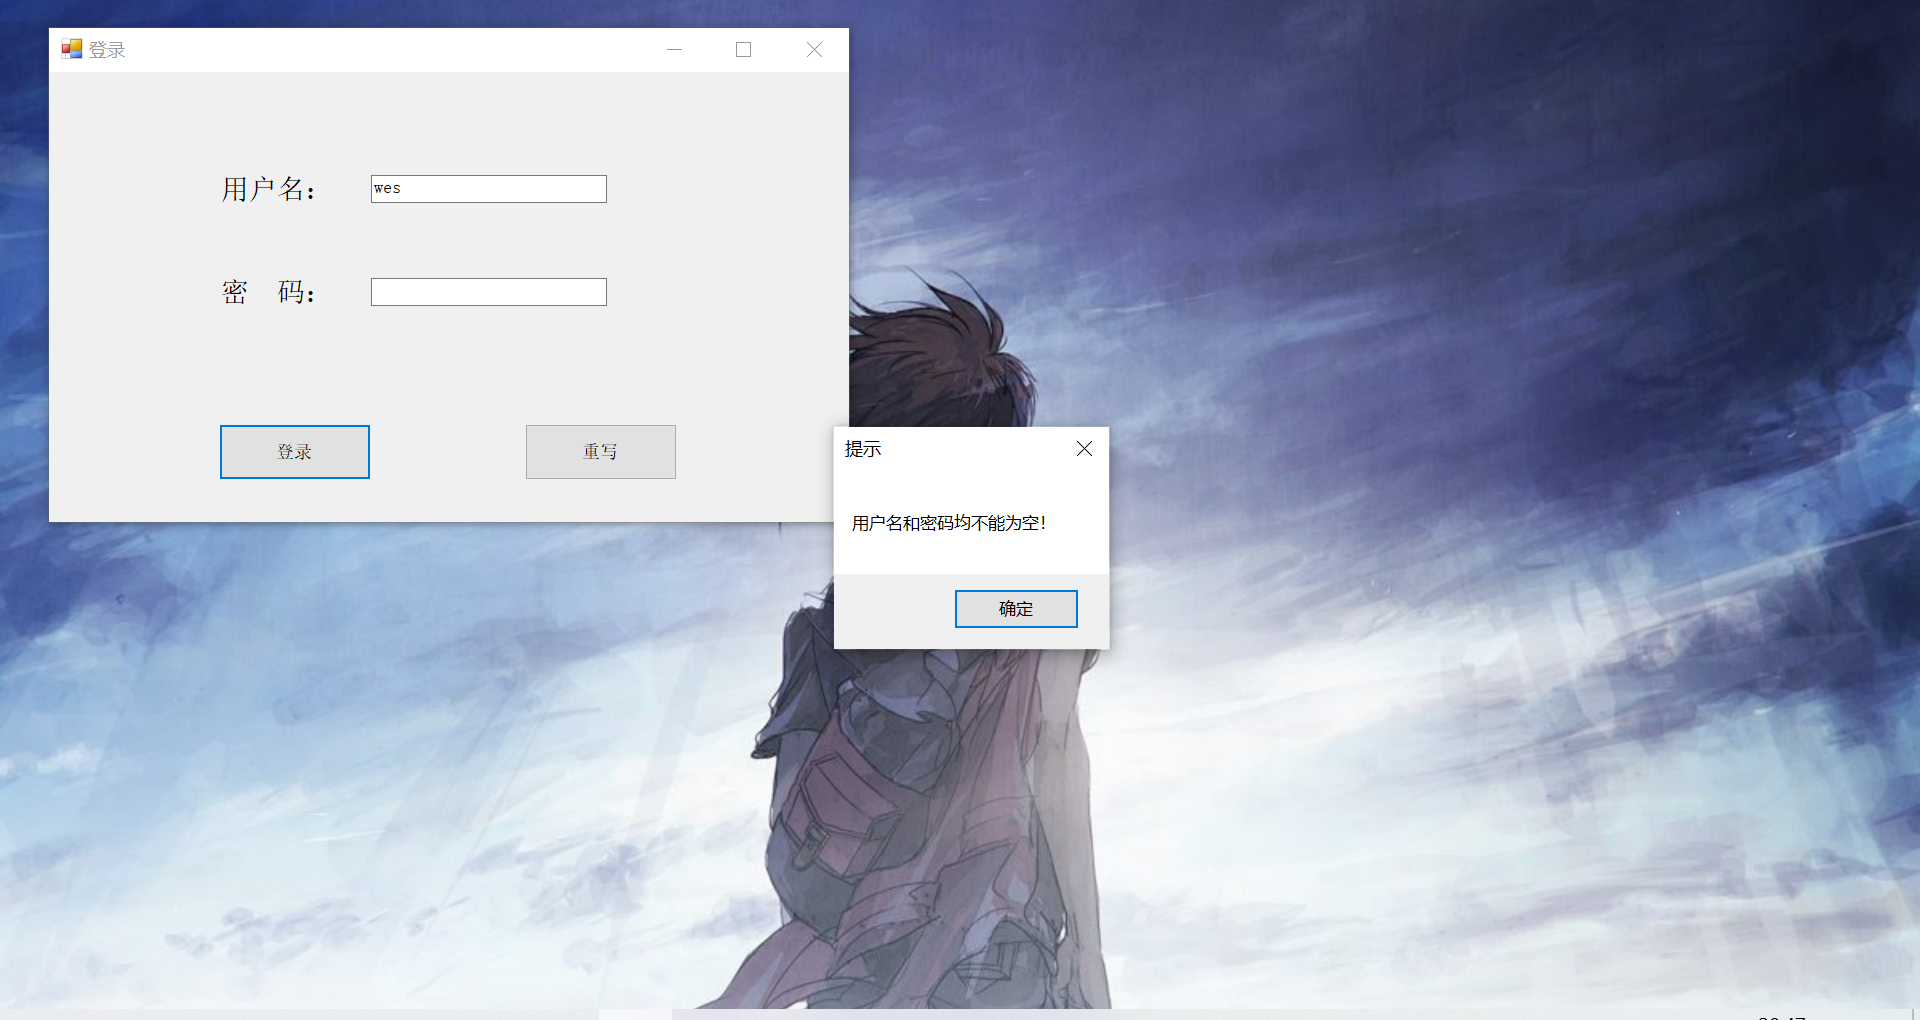 登录
用户名：
wes
密 码：
登录
重写
提示
用户名和密码均不能为空！
确定